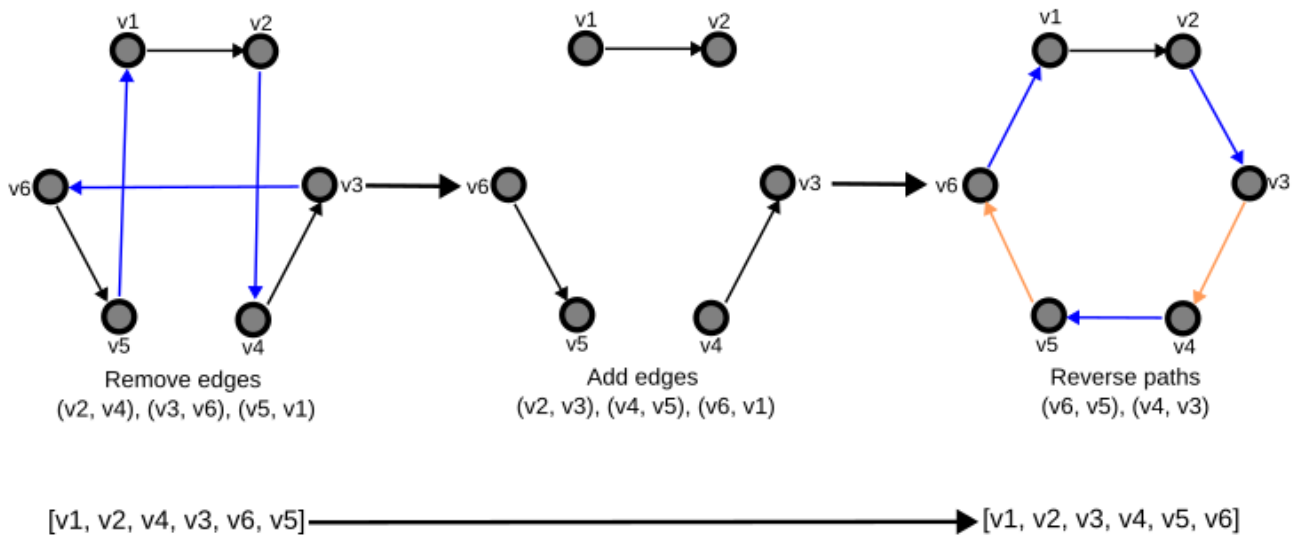 v1 v2
v6 v3
v5 v4
Remove edges
(v2, v4), (v3, v6), (v5, v1)
v1 v2
v6 v3
v5 v4
Add edges
(v2, v3), (v4, v5), (v6, v1)
v1 v2
v6 v3
v5 v4
Reverse paths
(v6, v5), (v4, v3)
[v1, v2, v4, v3, v6, v5]
[v1, v2, v3, v4, v5, v6]